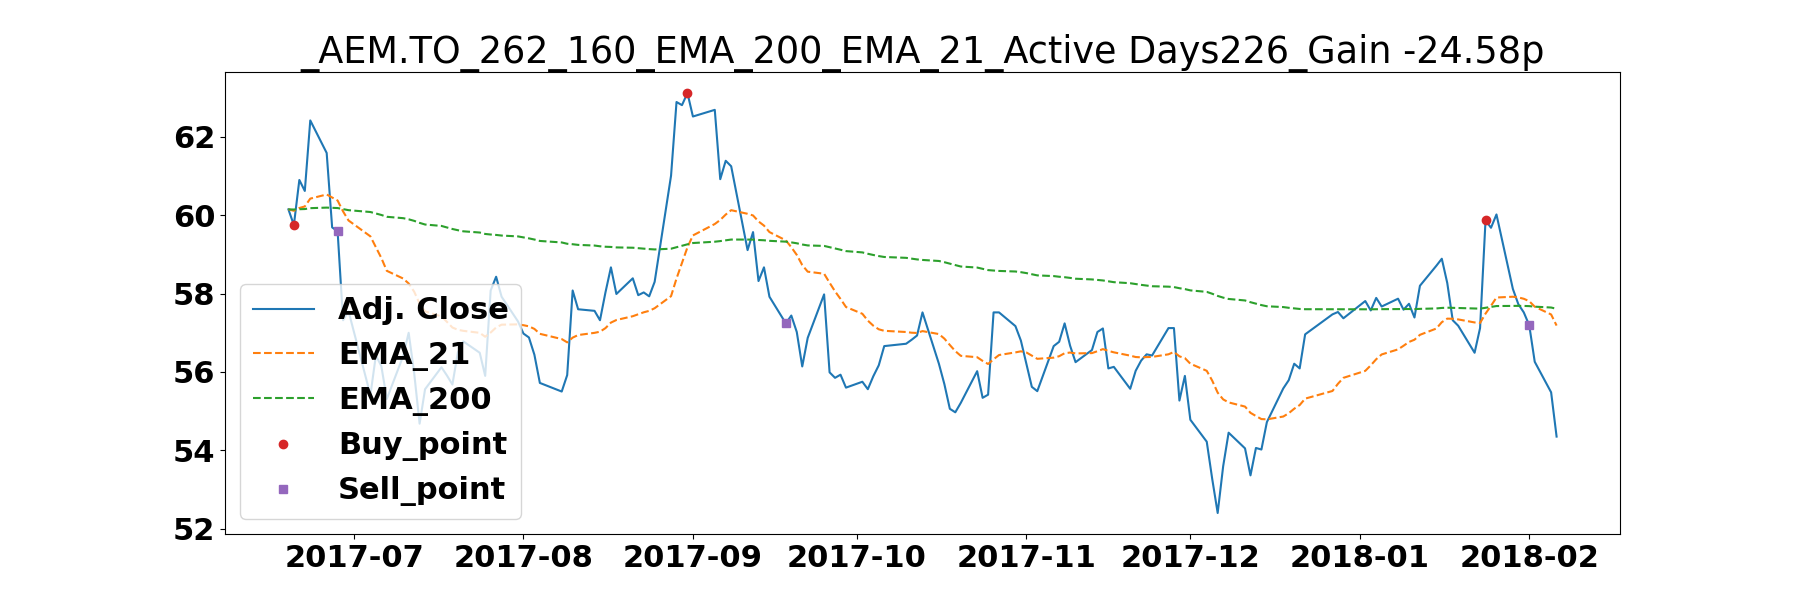 _AEM.TO_262_160_EMA_200_EMA_21_Active Days226_Gain -24.58p
62
60
58
56
54
52
Adj. Close
EMA_21
EMA_200
Buy_point
Sell_point
2017-07 2017-08 2017-09 2017-10 2017-11 2017-12 2018-01 2018-02